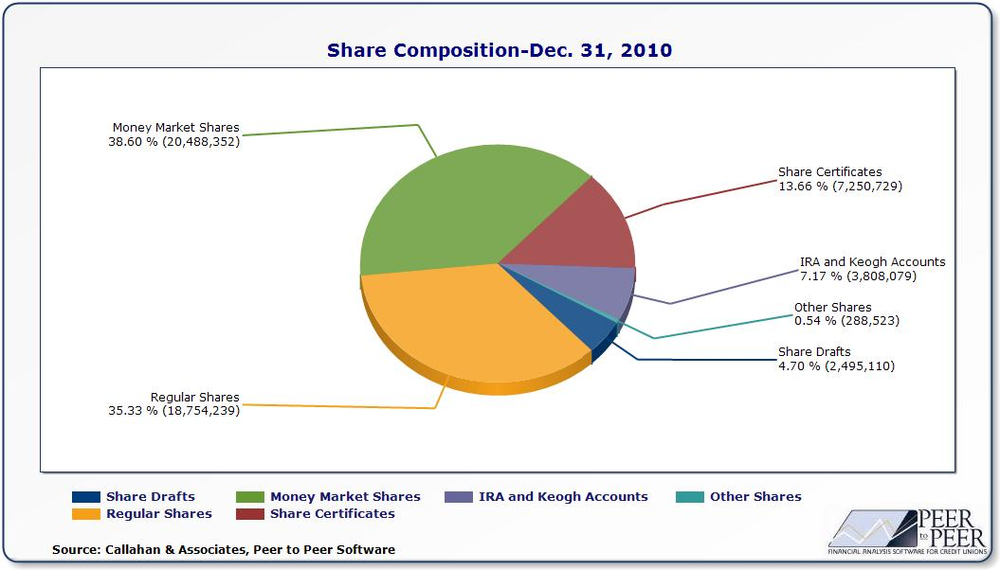 Share Composition-Dec. 31, 2010
Money Market Shares
38.60 % (20,488,352)
Share Certificates
13.66 % (7,250,729)
IRA and Keogh Accounts
7.17 % (3,808,079)
Other Shares
0.54 % (288,523)
Share Drafts
4.70 % (2,495,110)
Regular Shares
35.33 % (18,754,239)
Share Drafts
Money Market Shares
IRA and Keogh Accounts
Other Shares
Regular Shares
Share Certificates
Source: Callahan & Associates, Peer to Peer Software
PEER
to
PEER
FINANCIAL ANALYSIS SOFTWARE FOR CREDIT UNIONS